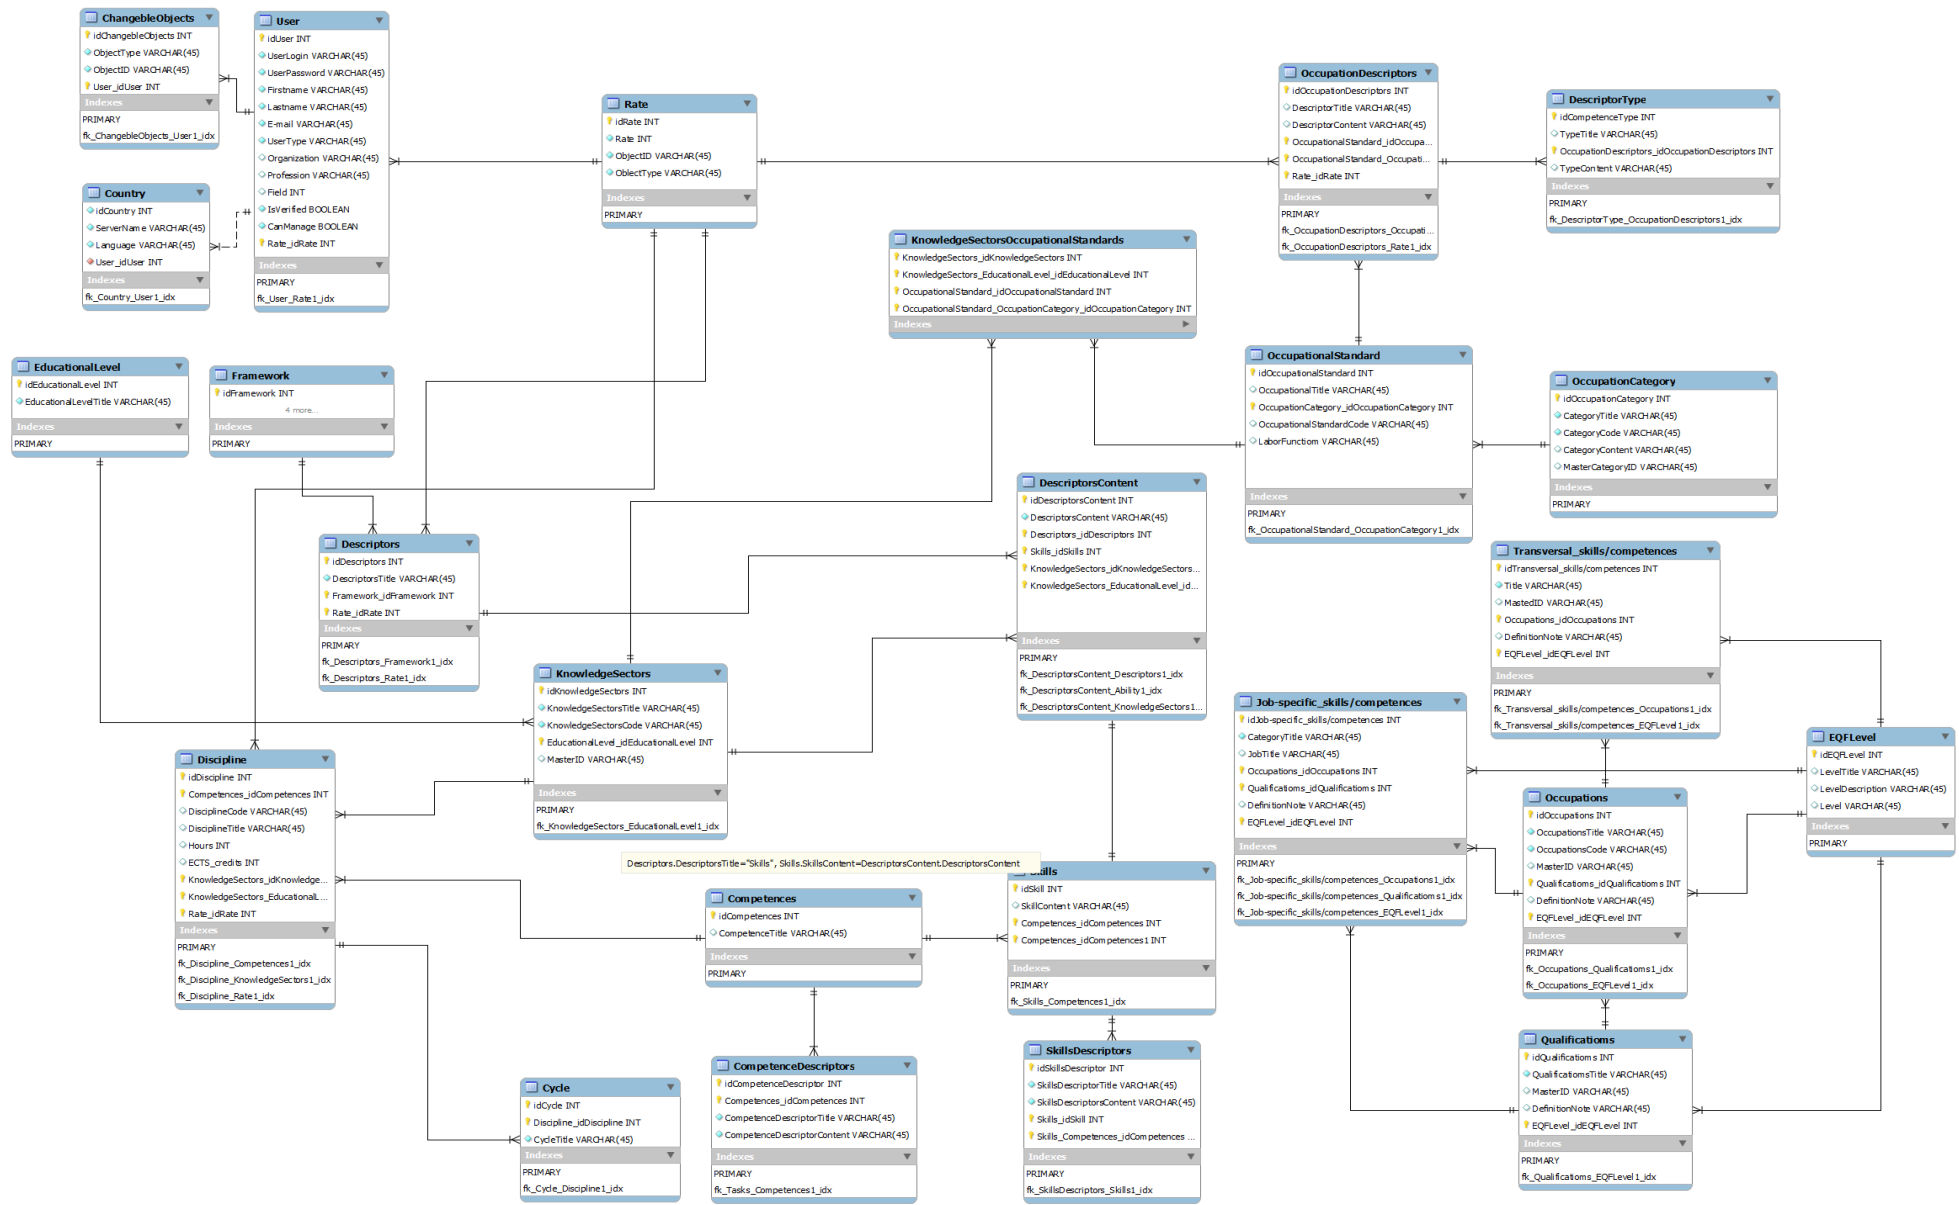 ChangebleObjects
idChangebleObjects INT
ObjectType VARCHAR(45)
ObjectID VARCHAR(45)
User_idUser INT
Indexes
PRIMARY
fk_ChangebleObjects_User1_idx
User
idUser INT
UserLogin VARCHAR(45)
UserPassword VARCHAR(45)
Firstname VARCHAR(45)
Lastname VARCHAR(45)
E-mail VARCHAR(45)
UserType VARCHAR(45)
Organization VARCHAR(45)
Profession VARCHAR(45)
Field INT
IsVerified BOOLEAN
CanManage BOOLEAN
Rate_idRate INT
Indexes
PRIMARY
fk_User_Rate1_idx
Country
idCountry INT
ServerName VARCHAR(45)
Language VARCHAR(45)
User_idUser INT
Indexes
fk_Country_User1_idx
Rate
idRate INT
Rate INT
ObjectID VARCHAR(45)
OblectType VARCHAR(45)
Indexes
PRIMARY
OccupationDescriptors
idOccupationDescriptors INT
DescriptorTitle VARCHAR(45)
DescriptorContent VARCHAR(45)
OccupationalStandard_idOccupa...
OccupationalStandard_Occupati...
Rate_idRate INT
Indexes
PRIMARY
fk_OccupationDescriptors_Occupati...
fk_OccupationDescriptors_Rate1_idx
DescriptorType
idCompetenceType INT
TypeTitle VARCHAR(45)
OccupationDescriptors_idOccupationDescriptors INT
TypeContent VARCHAR(45)
Indexes
PRIMARY
fk_DescriptorType_OccupationDescriptors1_idx
KnowledgeSectorsOccupationalStandards
KnowledgeSectors_idKnowledgeSectors INT
KnowledgeSectors_EducationalLevel_idEducationalLevel INT
OccupationalStandard_idOccupationalStandard INT
OccupationalStandard_OccupationCategory_idOccupationCategory INT
Indexes
EducationalLevel
idEducationalLevel INT
EducationalLevelTitle VARCHAR(45)
Indexes
PRIMARY
Framework
idFramework INT
4 more...
Indexes
PRIMARY
OccupationalStandard
idOccupationalStandard INT
OccupationalTitle VARCHAR(45)
OccupationCategory_idOccupationCategory INT
OccupationalStandardCode VARCHAR(45)
LaborFunctiom VARCHAR(45)
Indexes
PRIMARY
fk_OccupationalStandard_OccupationCategory1_idx
OccupationCategory
idOccupationCategory INT
CategoryTitle VARCHAR(45)
CategoryCode VARCHAR(45)
CategoryContent VARCHAR(45)
MasterCategoryID VARCHAR(45)
Indexes
PRIMARY
Descriptors
idDescriptors INT
DescriptorsTitle VARCHAR(45)
Framework_idFramework INT
Rate_idRate INT
Indexes
PRIMARY
fk_Descriptors_Framework1_idx
fk_Descriptors_Rate1_idx
DescriptorsContent
idDescriptorsContent INT
DescriptorsContent VARCHAR(45)
Descriptors_idDescriptors INT
Skills_idSkills INT
KnowledgeSectors_idKnowledgeSectors...
KnowledgeSectors_EducationalLevel_id...
Indexes
PRIMARY
fk_DescriptorsContent_Descriptors1_idx
fk_DescriptorsContent_Ability1_idx
fk_DescriptorsContent_KnowledgeSectors1...
Transversal_skills/competences
idTransversal_skills/competences INT
Title VARCHAR(45)
MastedID VARCHAR(45)
Occupations_idOccupations INT
DefinitionNote VARCHAR(45)
EQFLevel_idEQFLevel INT
Indexes
PRIMARY
fk_Transversal_skills/competences_Occupations1_idx
fk_Transversal_skills/competences_EQFLevel1_idx
KnowledgeSectors
idKnowledgeSectors INT
KnowledgeSectorsTitle VARCHAR(45)
KnowledgeSectorsCode VARCHAR(45)
EducationalLevel_idEducationalLevel INT
MasterID VARCHAR(45)
Indexes
PRIMARY
fk_KnowledgeSectors_EducationalLevel1_idx
Job-specific_skills/competences
idJob-specific_skills/competences INT
CategoryTitle VARCHAR(45)
JobTitle VARCHAR(45)
Occupations_idOccupations INT
Qualifications_idQualifications INT
DefinitionNote VARCHAR(45)
EQFLevel_idEQFLevel INT
Indexes
PRIMARY
fk_Job-specific_skills/competences_Occupations1_idx
fk_Job-specific_skills/competences_Qualifications1_idx
fk_Job-specific_skills/competences_EQFLevel1_idx
EQFLevel
idEQFLevel INT
LevelTitle VARCHAR(45)
LevelDescription VARCHAR(45)
Level VARCHAR(45)
Indexes
PRIMARY
Discipline
idDiscipline INT
Competences_idCompetences INT
DisciplineCode VARCHAR(45)
DisciplineTitle VARCHAR(45)
Hours INT
ECTS_credits INT
KnowledgeSectors_idKnowledge...
KnowledgeSectors_EducationalL...
Rate_idRate INT
Indexes
PRIMARY
fk_Discipline_Competences1_idx
fk_Discipline_KnowledgeSectors1_idx
fk_Discipline_Rate1_idx
Occupations
idOccupations INT
OccupationsTitle VARCHAR(45)
OccupationsCode VARCHAR(45)
MasterID VARCHAR(45)
Qualificatioms_idQualificatioms INT
DefinitionNote VARCHAR(45)
EQFLevel_idEQFLevel INT
Indexes
PRIMARY
fk_Occupations_Qualificatioms1_idx
fk_Occupations_EQFLevel1_idx
Descriptors.DescriptorsTitle="Skills", Skills.SkillsContent=DescriptorsContent.DescriptorsContent
Skills
idSkill INT
SkillContent VARCHAR(45)
Competences_idCompetences INT
Competences_idCompetences1 INT
Indexes
PRIMARY
fk_Skills_Competences1_idx
Competences
idCompetences INT
CompetenceTitle VARCHAR(45)
Indexes
PRIMARY
Qualificatioms
idQualificatioms INT
QualificatiomsTitle VARCHAR(45)
MasterID VARCHAR(45)
DefinitionNote VARCHAR(45)
EQFLevel_idEQFLevel INT
Indexes
PRIMARY
fk_Qualificatioms_EQFLevel1_idx
SkillsDescriptors
idSkillsDescriptor INT
SkillsDescriptorTitle VARCHAR(45)
SkillsDescriptorsContent VARCHAR(45)
Skills_idSkill INT
Skills_Competences_idCompetences ...
Indexes
PRIMARY
fk_SkillsDescriptors_Skills1_idx
CompetenceDescriptors
idCompetenceDescriptor INT
Competences_idCompetences INT
CompetenceDescriptorTitle VARCHAR(45)
CompetenceDescriptorContent VARCHAR(45)
Indexes
PRIMARY
fk_Tasks_Competences1_idx
Cycle
idCycle INT
Discipline_idDiscipline INT
CycleTitle VARCHAR(45)
Indexes
PRIMARY
fk_Cycle_Discipline1_idx